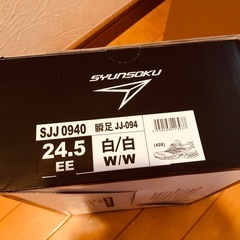 SYUNSOKU
SJJ 0940 瞬足 JJ-094
24.5
EE
白/白
W/W
(408)